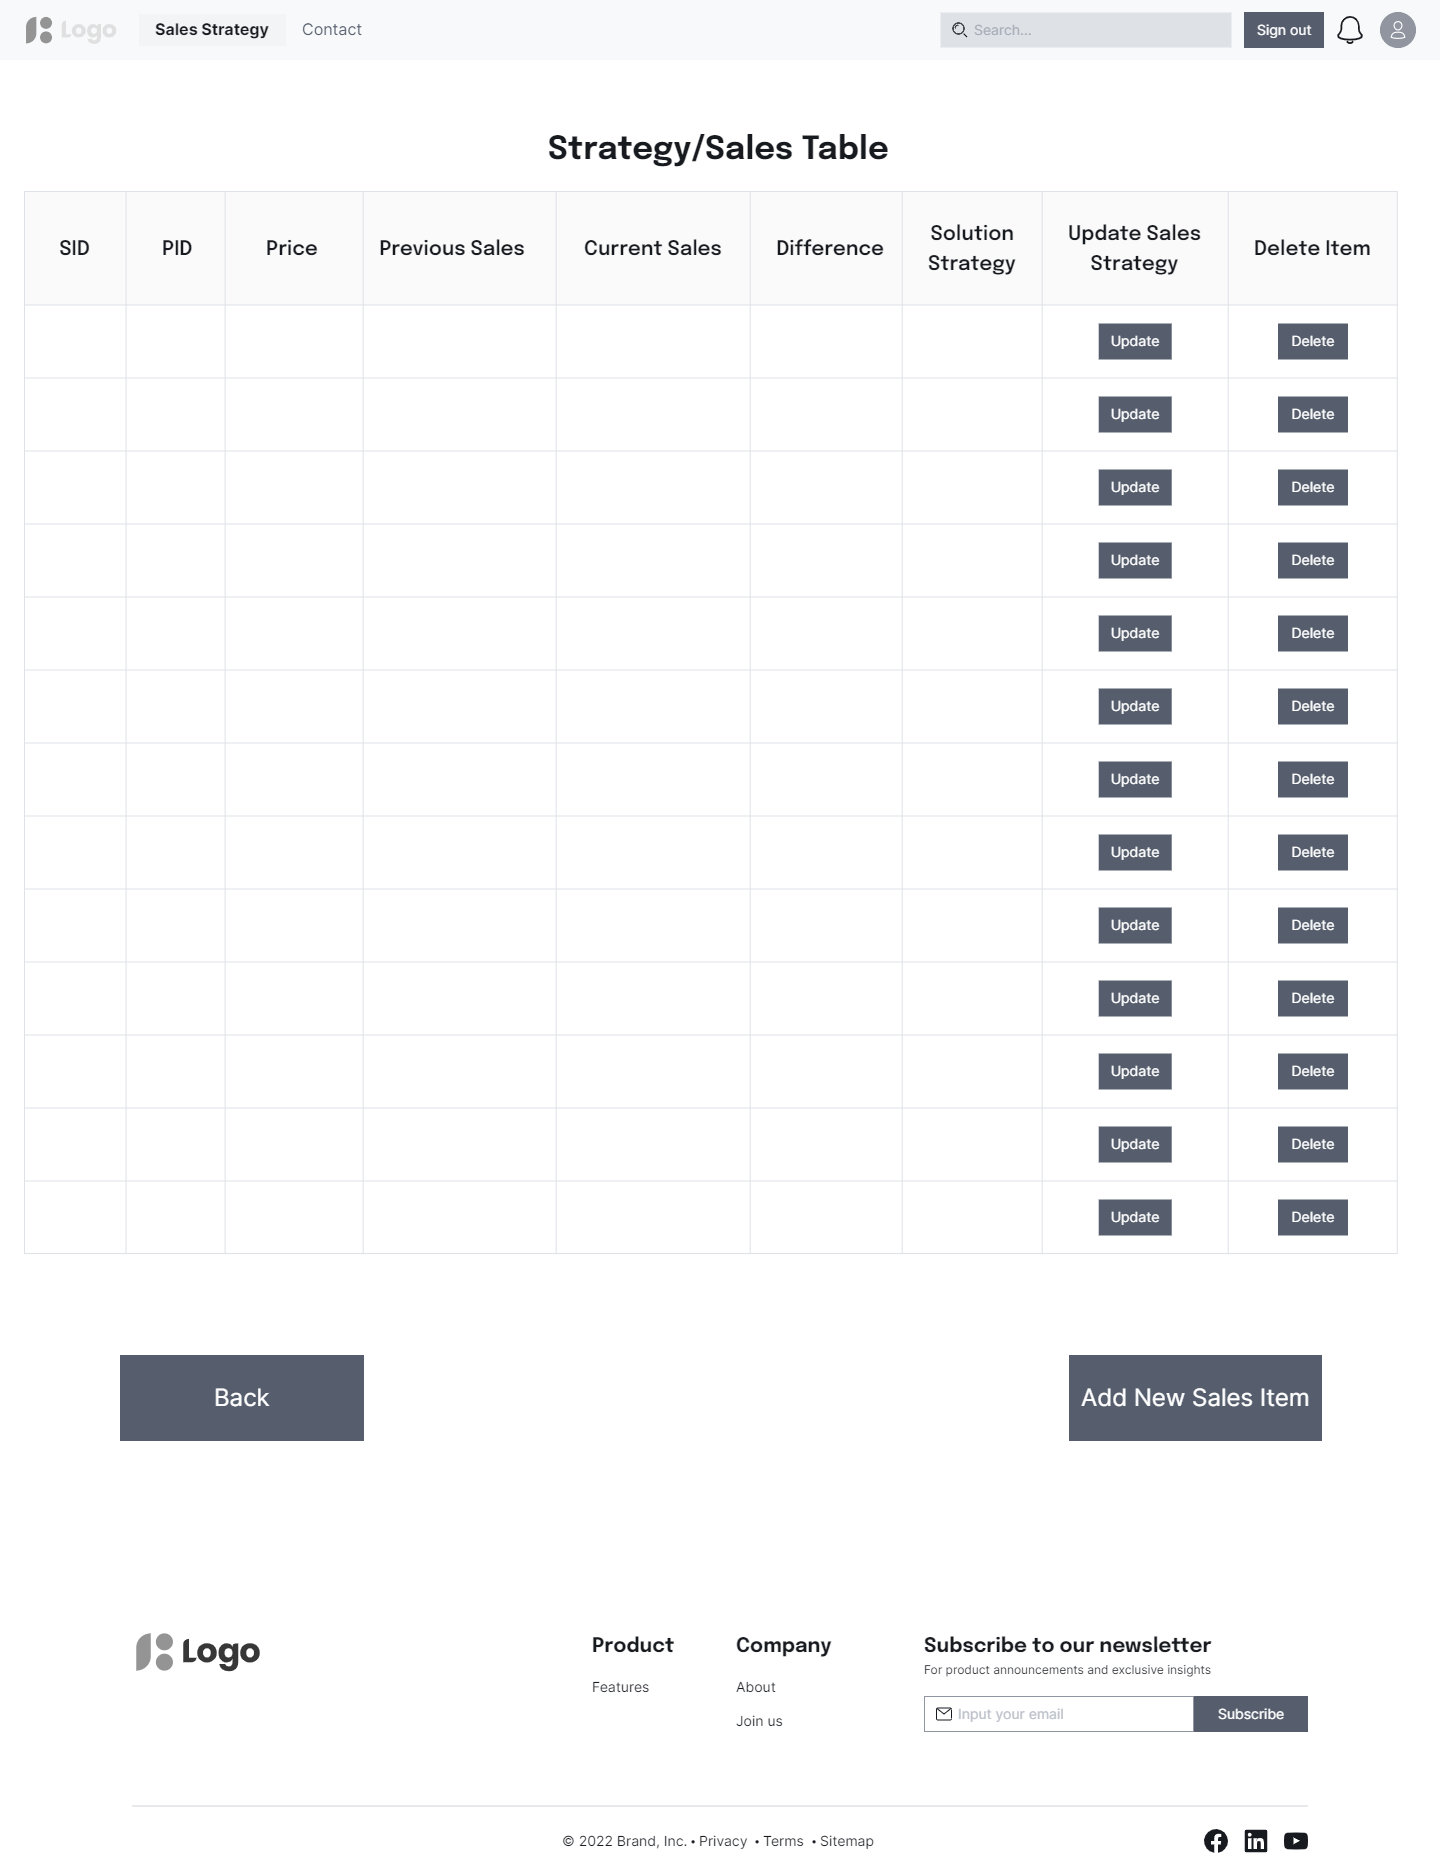 Logo
Sales Strategy
Contact
Search...
Sign out
Strategy/Sales Table
SID
PID
Price
Previous Sales
Current Sales
Difference
Solution
Strategy
Update Sales
Strategy
Delete Item
Update
Delete
Update
Delete
Update
Delete
Update
Delete
Update
Delete
Update
Delete
Update
Delete
Update
Delete
Update
Delete
Update
Delete
Update
Delete
Update
Delete
Update
Delete
Back
Add New Sales Item
Logo
Product
Features
Company
About
Join us
Subscribe to our newsletter
For product announcements and exclusive insights
Input your email
Subscribe
© 2022 Brand, Inc. • Privacy • Terms • Sitemap